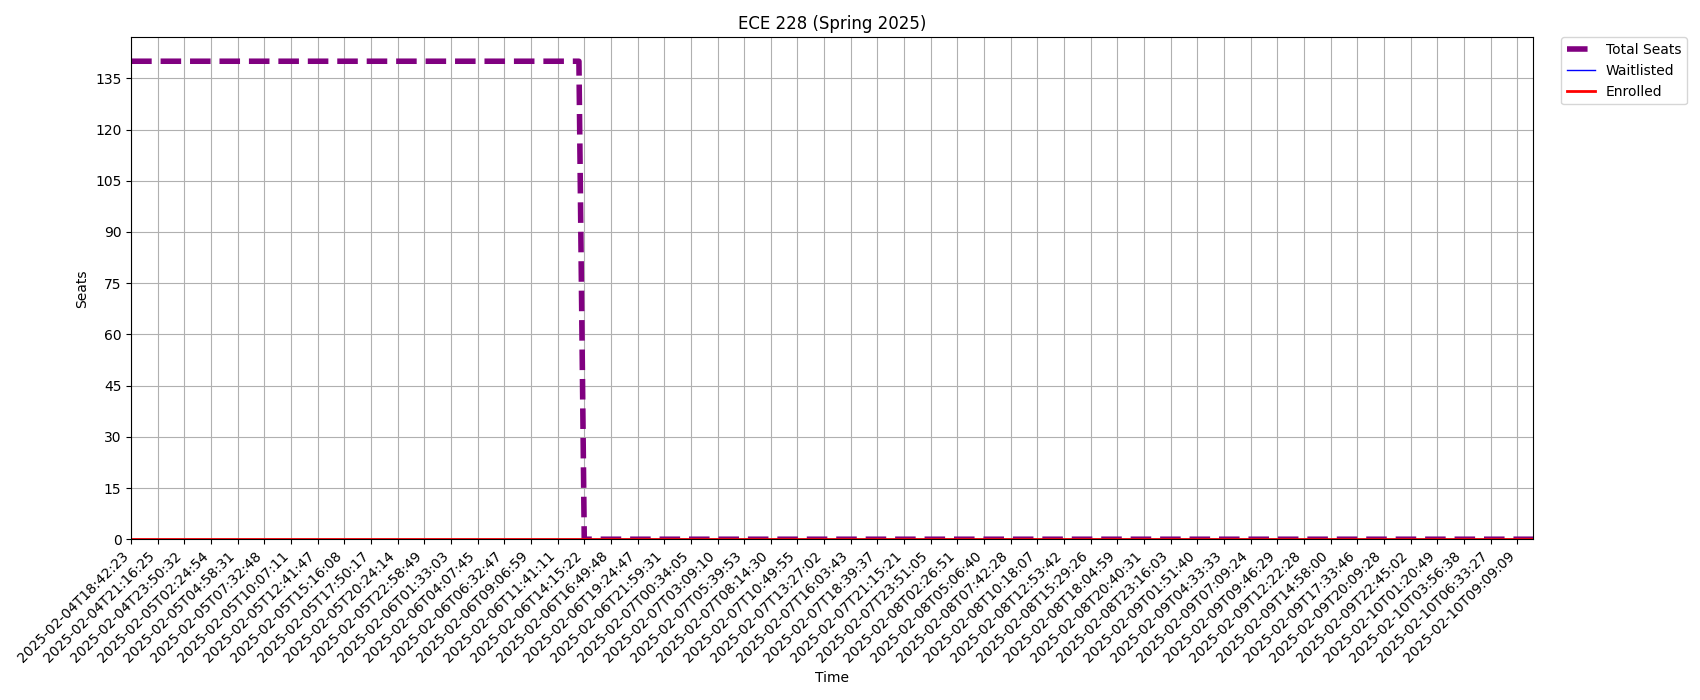 ECE 228 (Spring 2025)
Total Seats
Waitlisted
Enrolled
Seats
135
120
105
90
75
60
45
30
15
0
2025-02-04T18:42:23
2025-02-04T21:16:25
2025-02-04T23:50:32
2025-02-05T02:24:54
2025-02-05T04:58:31
2025-02-05T07:32:48
2025-02-05T10:07:11
2025-02-05T12:41:47
2025-02-05T15:16:08
2025-02-05T17:50:17
2025-02-05T20:24:14
2025-02-05T22:58:49
2025-02-06T01:33:03
2025-02-06T04:07:45
2025-02-06T06:32:47
2025-02-06T09:06:59
2025-02-06T11:41:11
2025-02-06T14:15:22
2025-02-06T16:49:48
2025-02-06T19:24:47
2025-02-06T21:59:31
2025-02-07T00:34:05
2025-02-07T03:09:10
2025-02-07T05:39:53
2025-02-07T08:14:30
2025-02-07T10:49:55
2025-02-07T13:27:02
2025-02-07T16:03:43
2025-02-07T18:39:37
2025-02-07T21:15:21
2025-02-07T23:51:05
2025-02-08T02:26:51
2025-02-08T05:06:40
2025-02-08T07:42:28
2025-02-08T10:18:07
2025-02-08T12:53:42
2025-02-08T15:29:26
2025-02-08T18:04:59
2025-02-08T20:40:31
2025-02-08T23:16:03
2025-02-09T01:51:40
2025-02-09T04:33:33
2025-02-09T07:09:24
2025-02-09T09:46:29
2025-02-09T12:22:28
2025-02-09T14:58:00
2025-02-09T17:33:46
2025-02-09T20:09:28
2025-02-09T22:45:02
2025-02-10T01:20:49
2025-02-10T03:56:38
2025-02-10T06:33:27
2025-02-10T09:09:09
Time